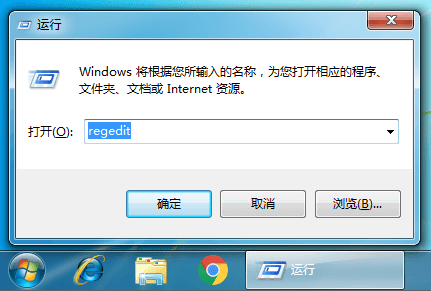 运行
Windows 将根据您所输入的名称，为您打开相应的程序、
文件夹、文档或 Internet 资源。
打开(O): regedit
确定 取消 浏览(B)...
运行